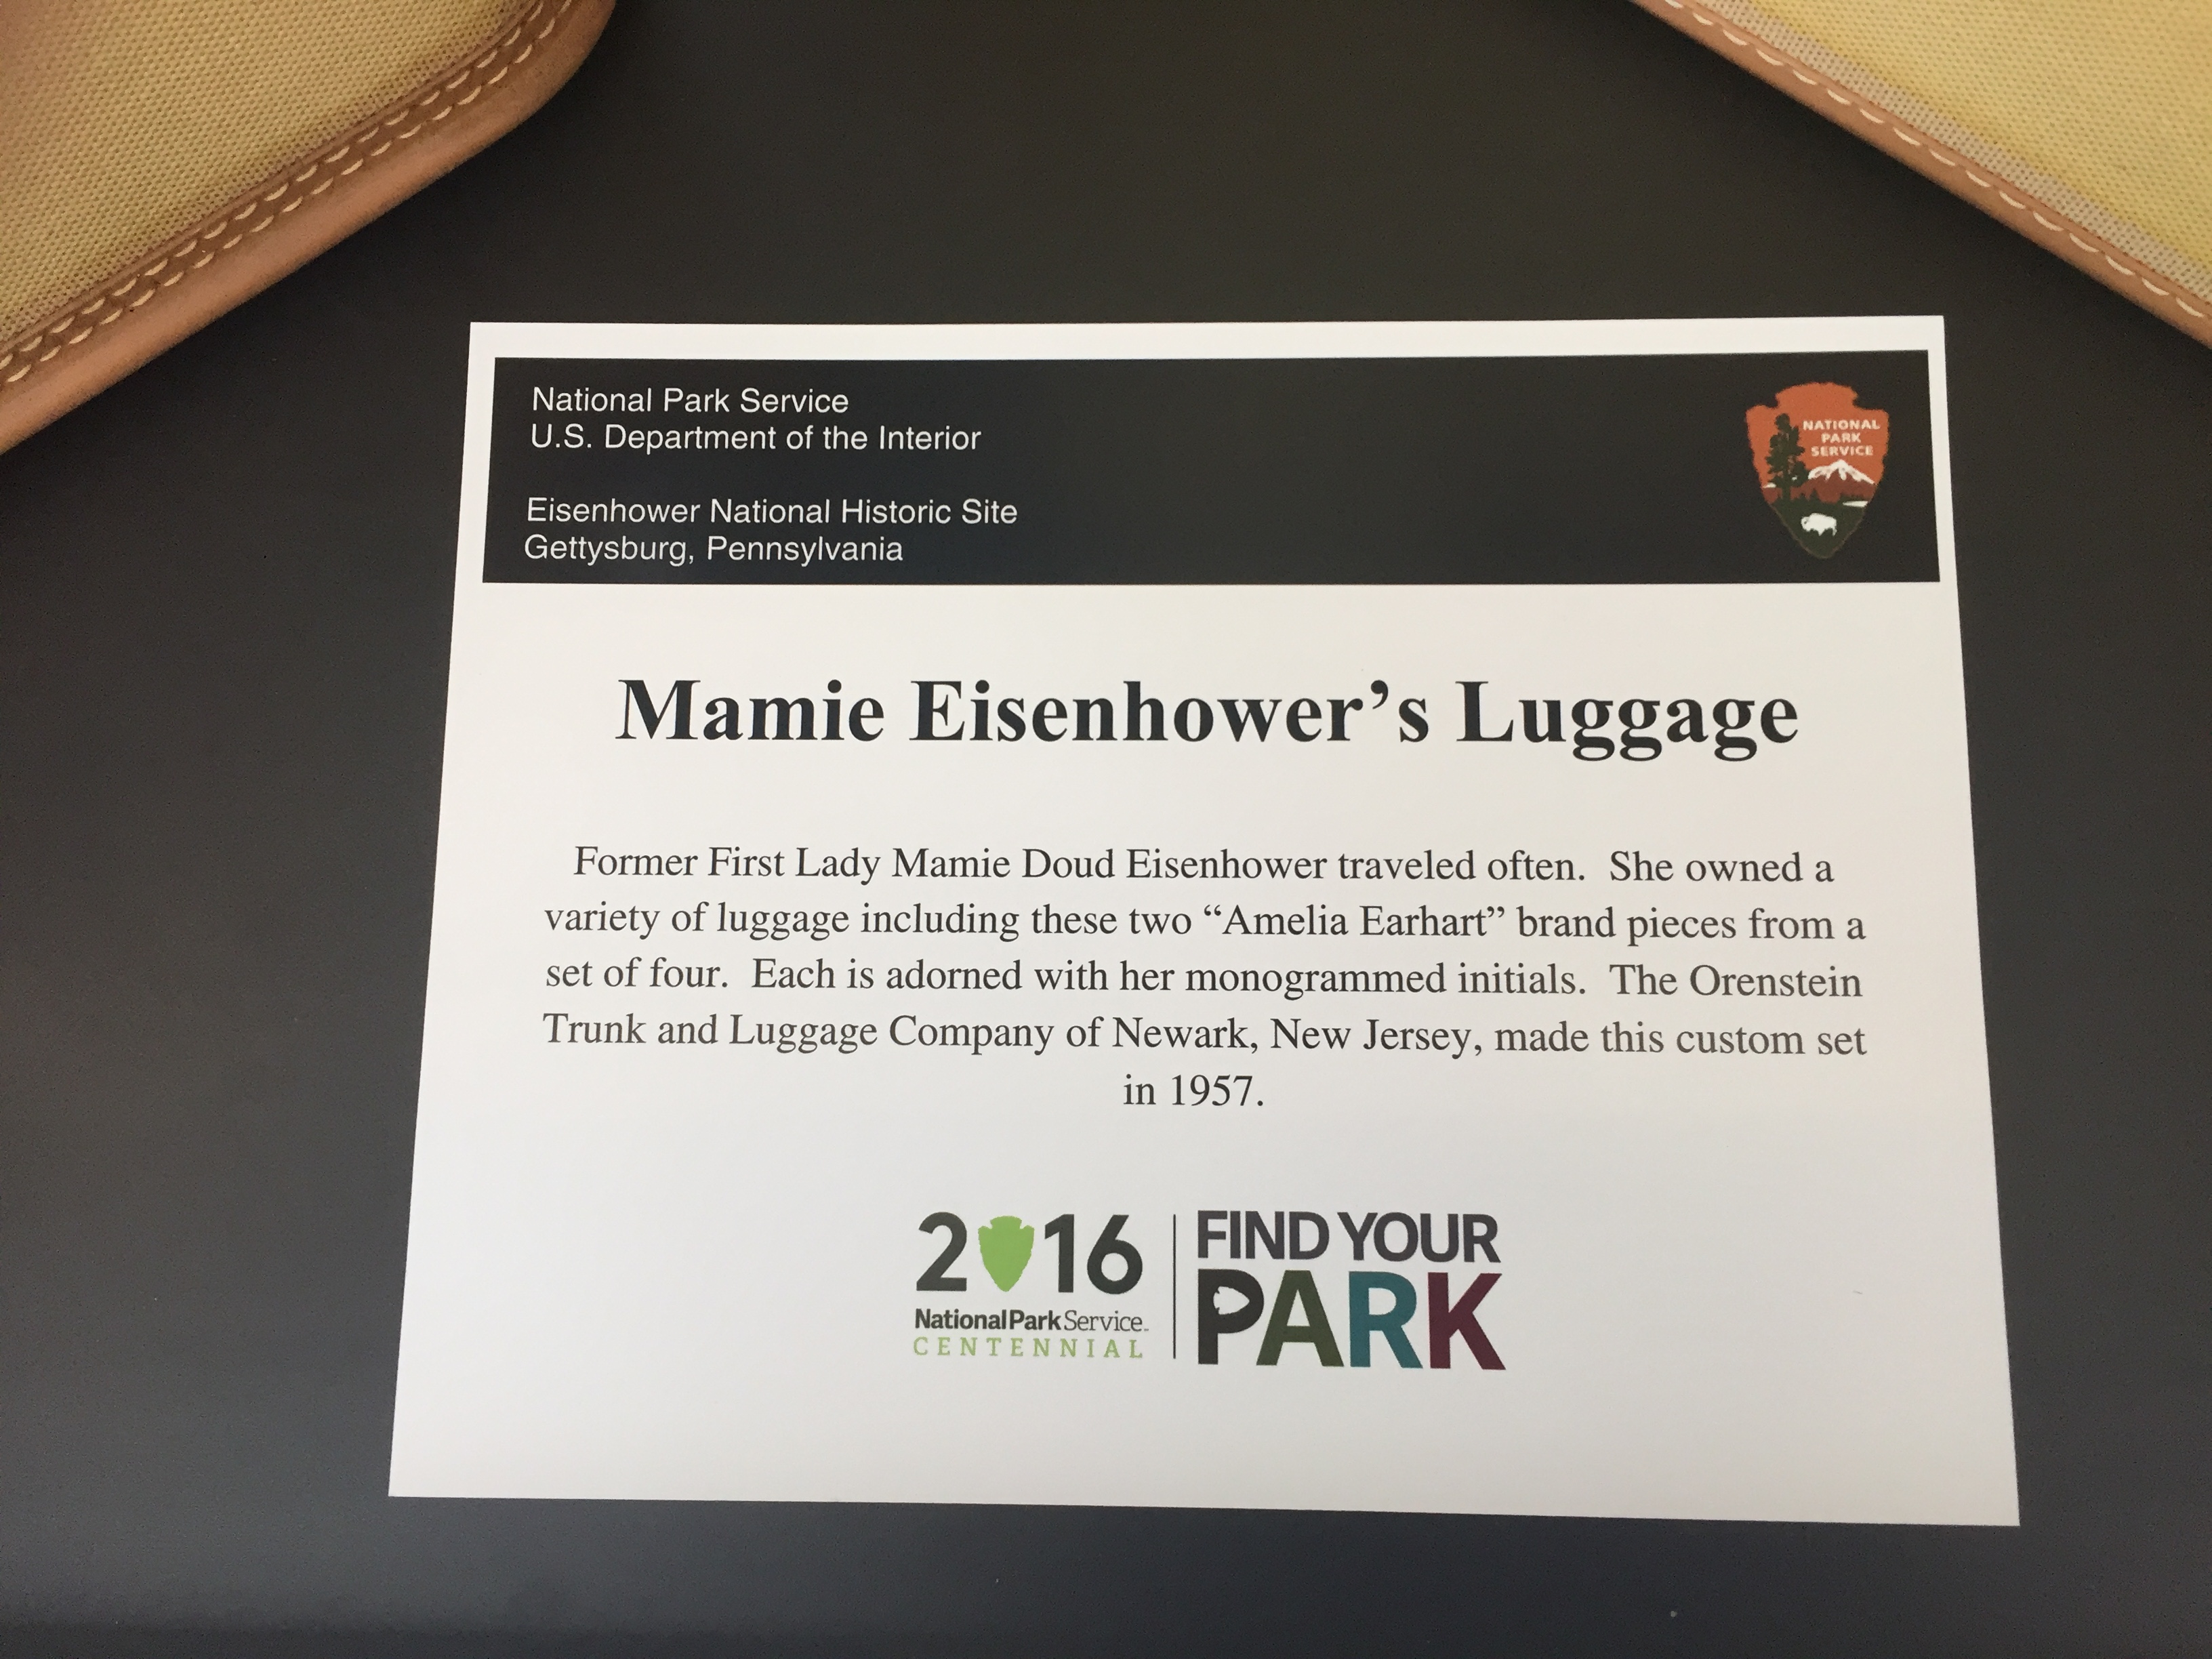 National Park Service
U.S. Department of the Interior
Eisenhower National Historic Site
Gettysburg, Pennsylvania
NATIONAL
PARK
SERVICE
Mamie Eisenhower’s Luggage
Former First Lady Mamie Doud Eisenhower traveled often. She owned a
variety of luggage including these two “Amelia Earhart” brand pieces from a
set of four. Each is adorned with her monogrammed initials. The Orenstein
Trunk and Luggage Company of Newark, New Jersey, made this custom set
in 1957.
2016
National Park Service
CENTENNIAL
FIND YOUR
PARK